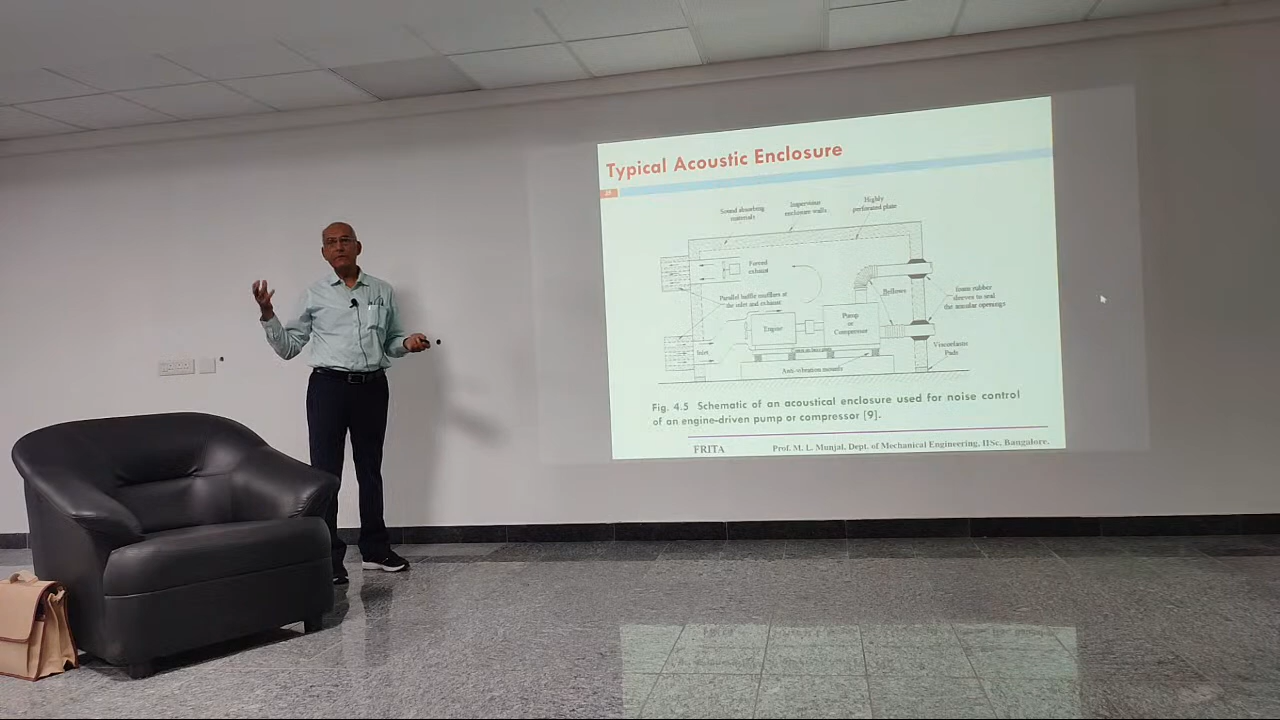 Typical Acoustic Enclosure
Sound absorbing
materials
Impervious
enclosure walls
Highly
perforated plate
Forced
exhaust
Parallel baffle mufflers at
the inlet and exhaust
Bellows
foam rubber
sleeves to seal
the annular openings
Engine
Pump
or
Compressor
Inlet
Viscoelastic
Pads
Anti-vibration mounts
Fig. 4.5 Schematic of an acoustical enclosure used for noise control
of an engine-driven pump or compressor [9].
FRITA
Prof. M. L. Munjal, Dept. of Mechanical Engineering, IISc, Bangalore.